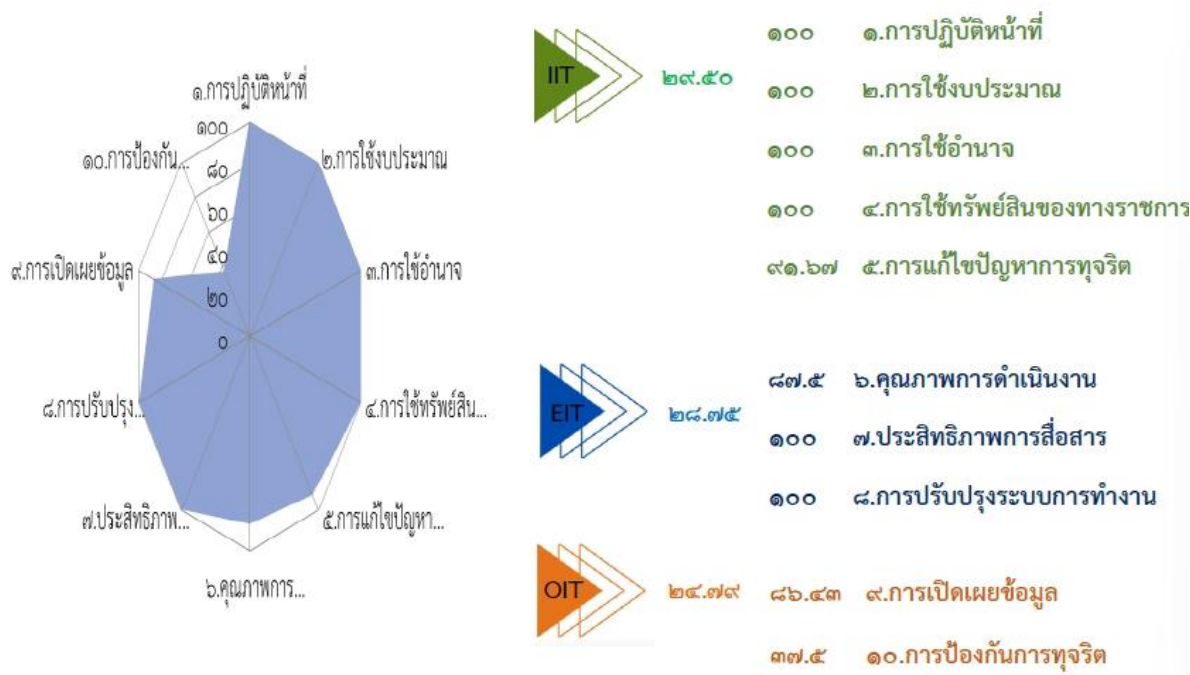 ๑.การปฏิบัติหน้าที่
๑๐๐
๑๐.การป้องกัน...
๒.การใช้งบประมาณ
๘๐
๖๐
๔๐
๙.การเปิดเผยข้อมูล
๓.การใช้อำนาจ
๒๐
๐
๘.การปรับปรุง...
๔.การใช้ทรัพย์สิน...
๗.ประสิทธิภาพ...
๕.การแก้ไขปัญหา...
๖.คุณภาพการ...
IIT ๒๙.๕๐
๑๐๐ ๑.การปฏิบัติหน้าที่
๑๐๐ ๒.การใช้งบประมาณ
๑๐๐ ๓.การใช้อำนาจ
๑๐๐ ๔.การใช้ทรัพย์สินของทางราชการ
๙๑.๖๗ ๕.การแก้ไขปัญหาการทุจริต
EIT ๒๘.๗๕
๘๗.๕ ๖.คุณภาพการดำเนินงาน
๑๐๐ ๗.ประสิทธิภาพการสื่อสาร
๑๐๐ ๘.การปรับปรุงระบบการทำงาน
OIT ๒๔.๗๙
๘๖.๔๓ ๙.การเปิดเผยข้อมูล
๓๗.๕ ๑๐.การป้องกันการทุจริต